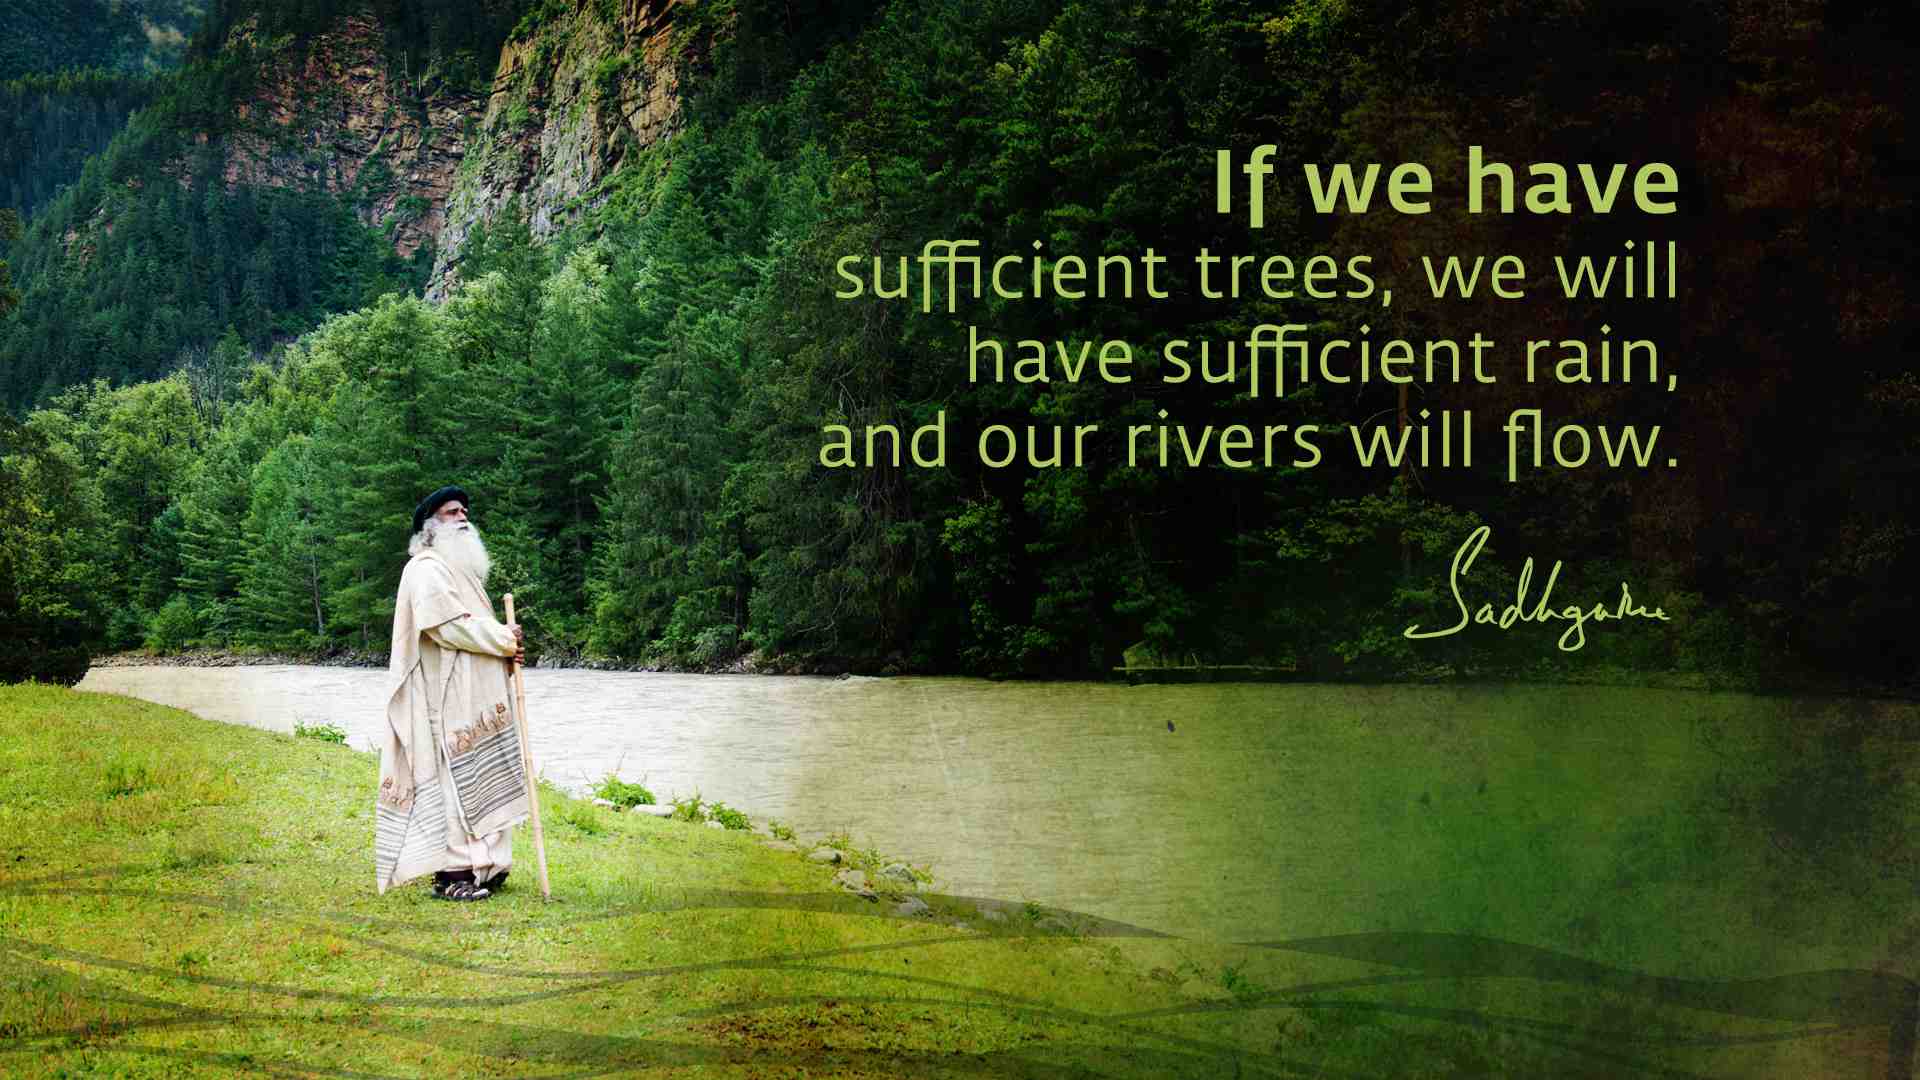 If we have
sufficient trees, we will
have sufficient rain,
and our rivers will flow.
Sadhguru